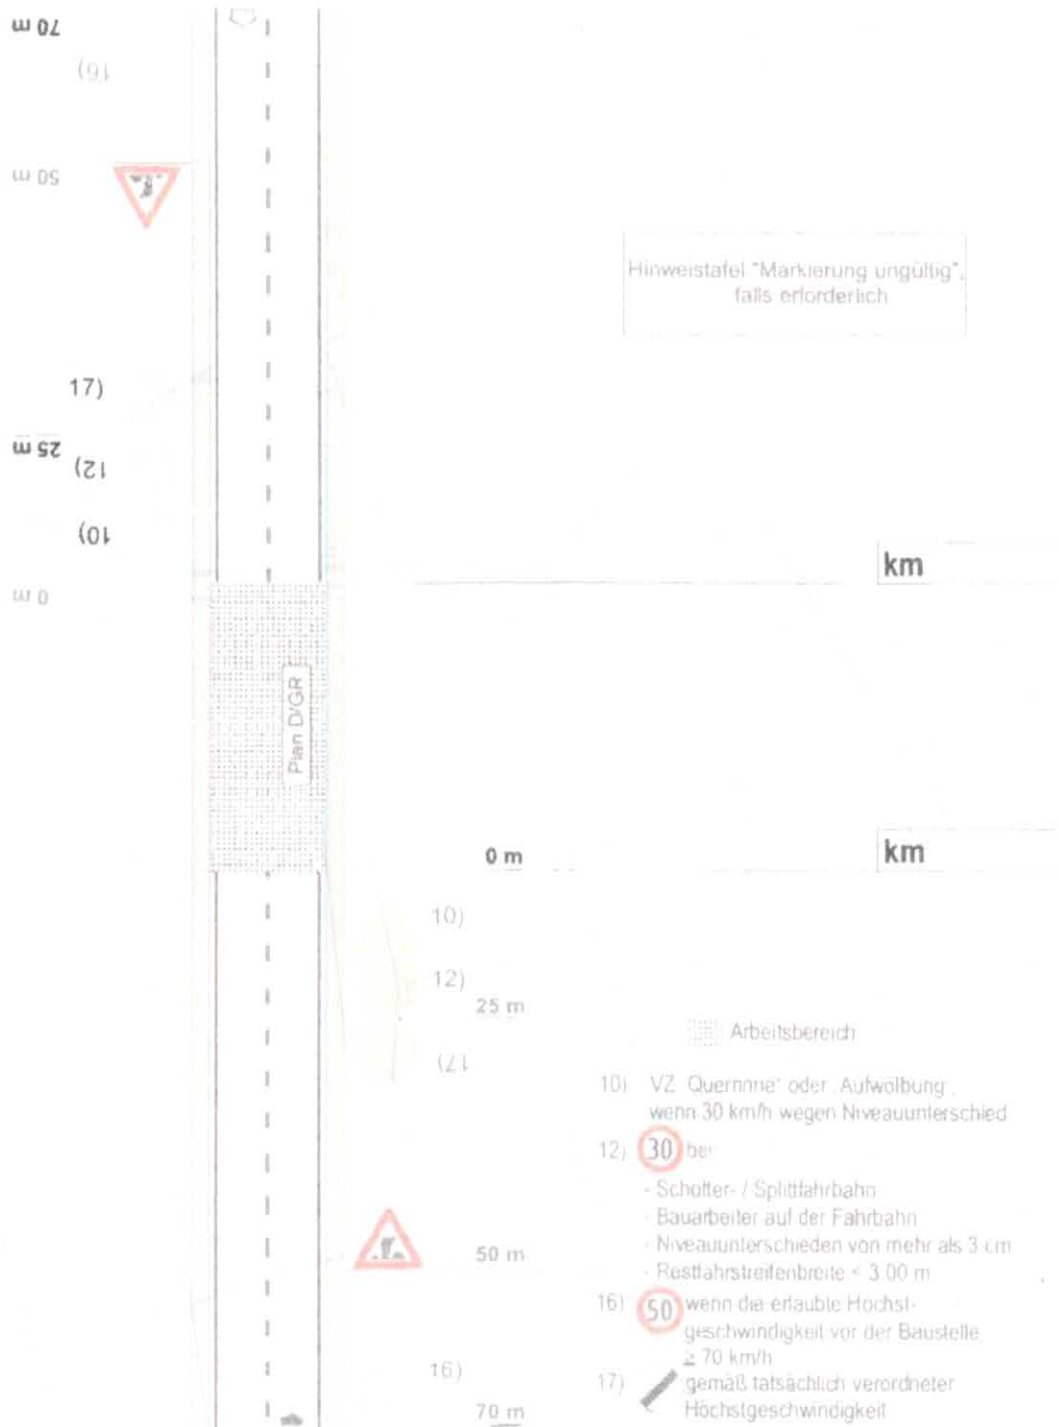 70 m
16)
50 m
Hinweistafel "Markierung ungültig",
falls erforderlich
17)
25 m
12)
10)
km
0 m
Plan D/GR
0 m
km
10)
12)
25 m
17)
Arbeitsbereich
10) VZ „Querrinne“ oder „Aufwölbung“,
wenn 30 km/h wegen Niveauunterschied
12) 30 bei:
- Schotter- / Splittfahrbahn
- Bauarbeiter auf der Fahrbahn
- Niveauunterschieden von mehr als 3 cm
- Restfahrstreifenbreite < 3.00 m
50 m
16) 50 wenn die erlaubte Höchst-
geschwindigkeit vor der Baustelle
≥ 70 km/h
16)
17) gemäß tatsächlich verordneter
Höchstgeschwindigkeit
70 m